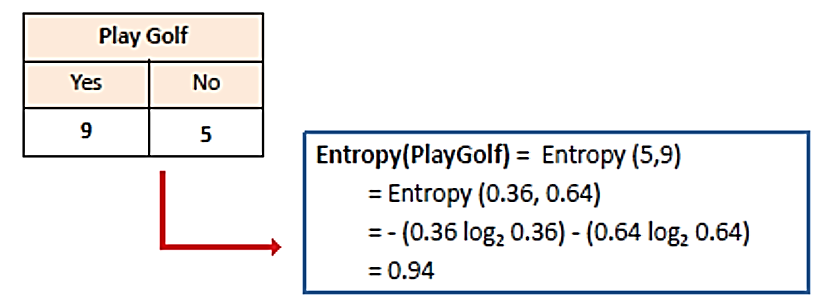 Play Golf
Yes No
9 5
Entropy(PlayGolf) = Entropy (5,9)
= Entropy (0.36, 0.64)
= - (0.36 log₂ 0.36) - (0.64 log₂ 0.64)
= 0.94